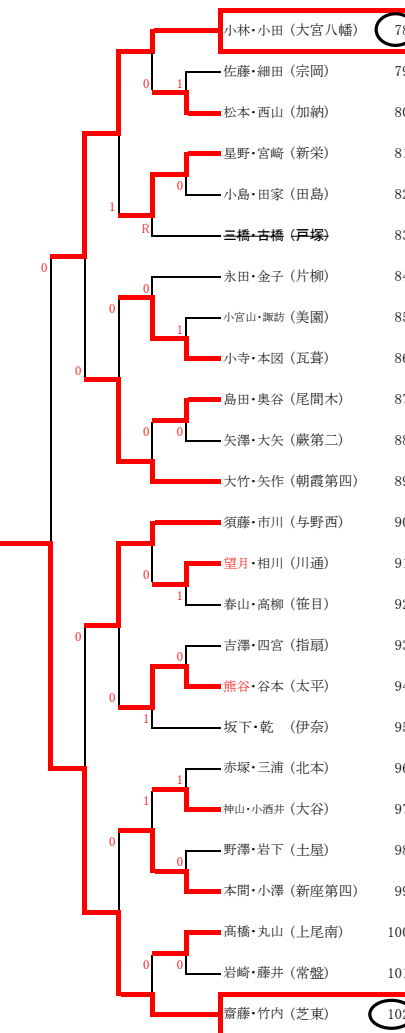 小林・小田 (大宮八幡) 78
0 1
佐藤・細田 (宗岡) 79
松本・西山 (加納) 80
星野・宮﨑 (新栄) 81
0
小島・田家 (田島) 82
1
R
三橋・古橋 (戸塚) 83
0
永田・金子 (片柳) 84
0
0
小宮山・諏訪 (美園) 85
1
小寺・本図 (瓦葺) 86
0
島田・奥谷 (尾間木) 87
0 0
矢澤・大矢 (蕨第二) 88
大竹・矢作 (朝霞第四) 89
須藤・市川 (与野西) 90
望月・相川 (川通) 91
0
1
春山・高柳 (笹目) 92
0
吉澤・四宮 (指扇) 93
0
熊谷・谷本 (太平) 94
0
1
坂下・乾 (伊奈) 95
赤塚・三浦 (北本) 96
1
1
神山・小酒井 (大谷) 97
0
野澤・岩下 (土屋) 98
0
本間・小澤 (新座第四) 99
髙橋・丸山 (上尾南) 100
0 0
岩崎・藤井 (常盤) 101
齋藤・竹内 (芝東) 102